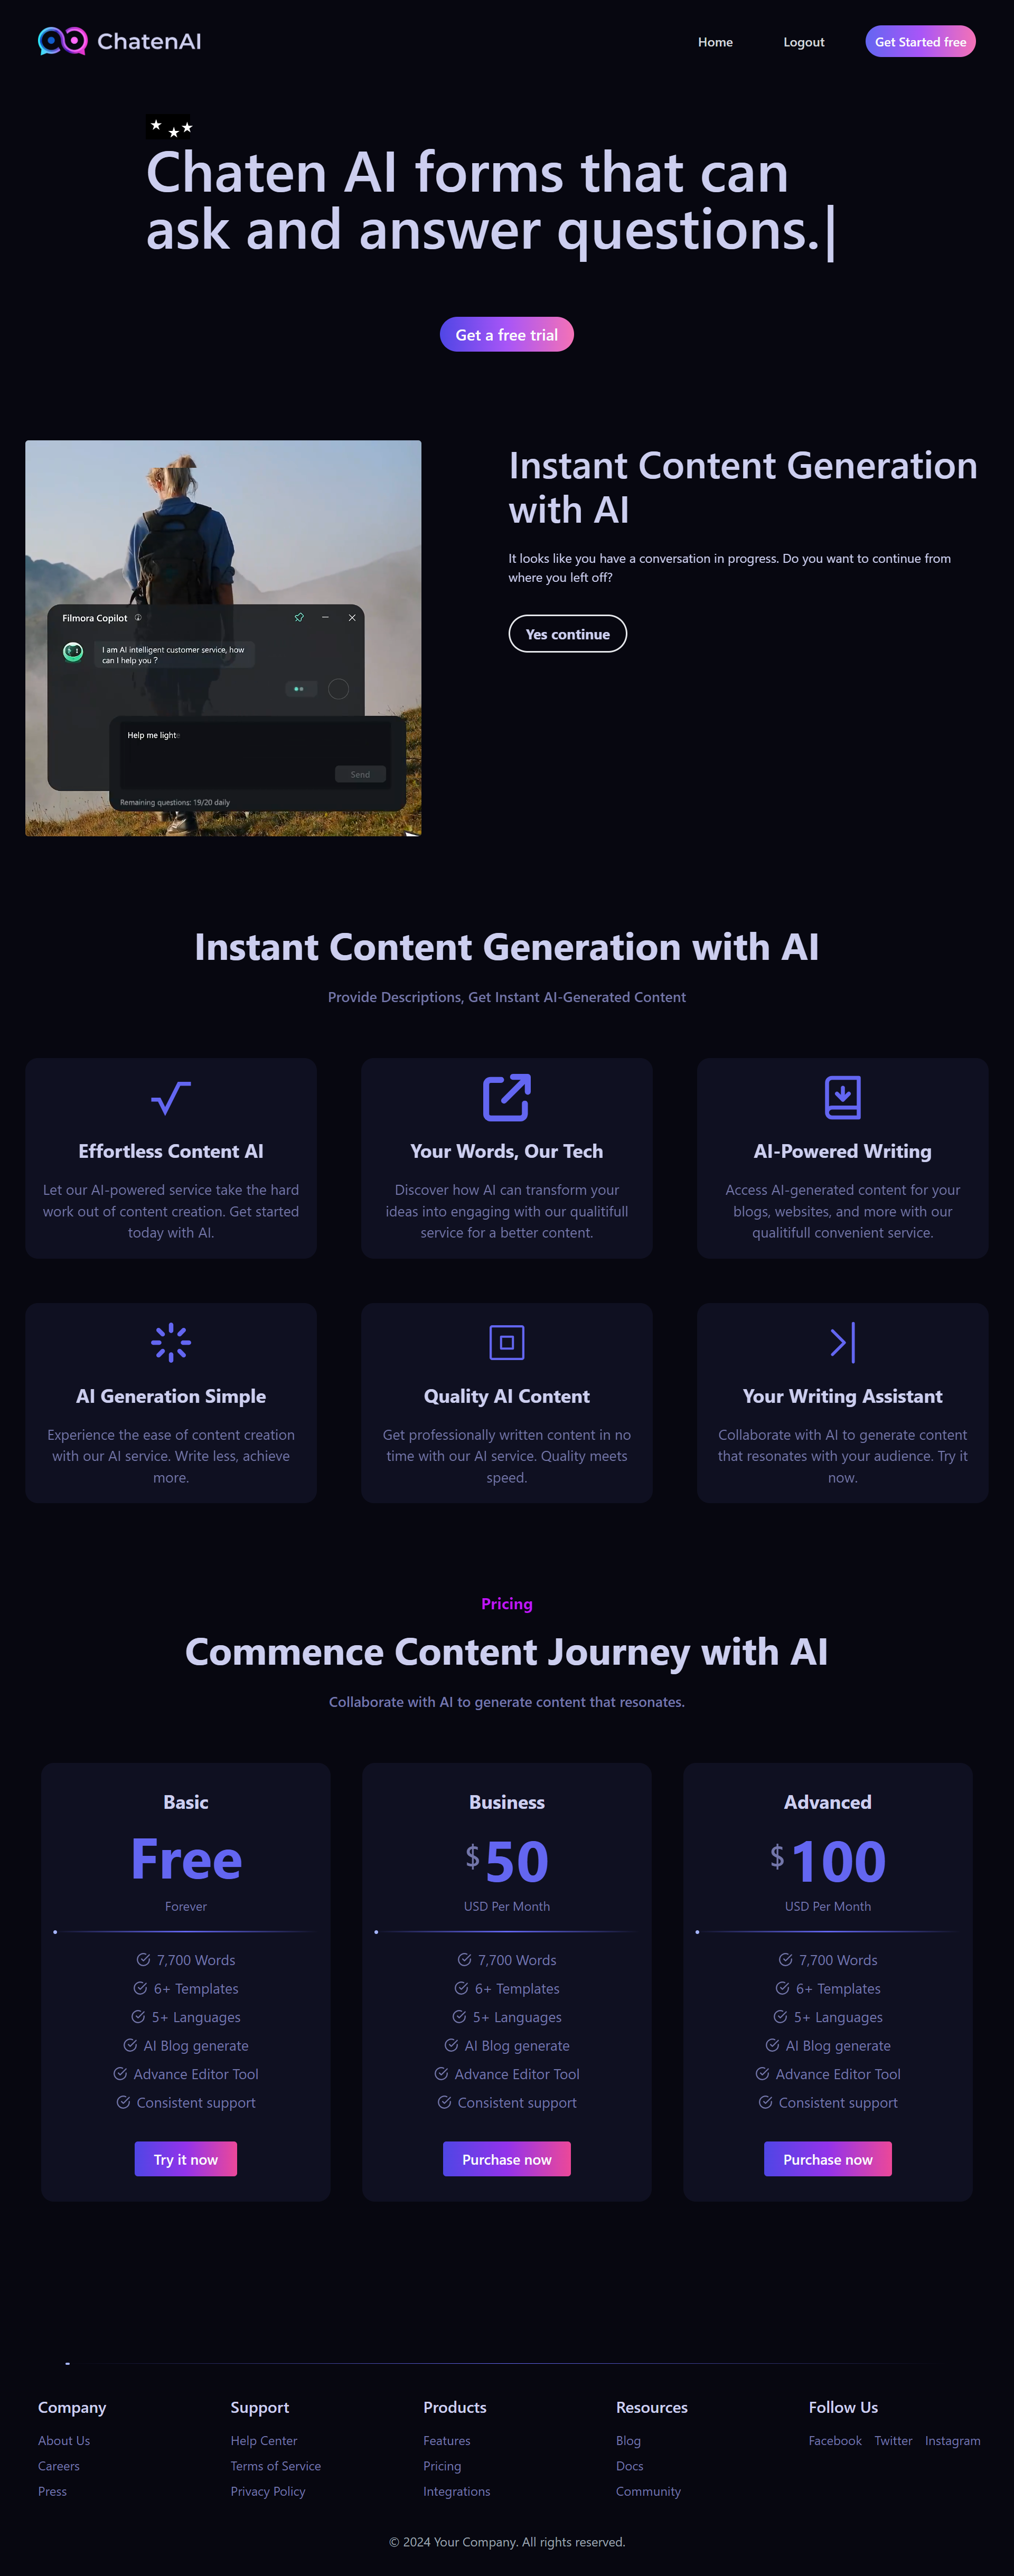 ChatenAI
Home
Logout
Get Started free
Chaten AI forms that can
ask and answer questions.|
Get a free trial
Filmora Copilot
I am AI intelligent customer service, how
can I help you ?
Help me lighte
Send
Remaining questions: 19/20 daily
Instant Content Generation
with AI
It looks like you have a conversation in progress. Do you want to continue from
where you left off?
Yes continue
Instant Content Generation with AI
Provide Descriptions, Get Instant AI-Generated Content
Effortless Content AI
Let our AI-powered service take the hard
work out of content creation. Get started
today with AI.
Your Words, Our Tech
Discover how AI can transform your
ideas into engaging with our qualitifull
service for a better content.
AI-Powered Writing
Access AI-generated content for your
blogs, websites, and more with our
qualitifull convenient service.
AI Generation Simple
Experience the ease of content creation
with our AI service. Write less, achieve
more.
Quality AI Content
Get professionally written content in no
time with our AI service. Quality meets
speed.
Your Writing Assistant
Collaborate with AI to generate content
that resonates with your audience. Try it
now.
Pricing
Commence Content Journey with AI
Collaborate with AI to generate content that resonates.
Basic
Free
Forever
7,700 Words
6+ Templates
5+ Languages
AI Blog generate
Advance Editor Tool
Consistent support
Try it now
Business
$50
USD Per Month
7,700 Words
6+ Templates
5+ Languages
AI Blog generate
Advance Editor Tool
Consistent support
Purchase now
Advanced
$100
USD Per Month
7,700 Words
6+ Templates
5+ Languages
AI Blog generate
Advance Editor Tool
Consistent support
Purchase now
Company
About Us
Careers
Press
Support
Help Center
Terms of Service
Privacy Policy
Products
Features
Pricing
Integrations
Resources
Blog
Docs
Community
Follow Us
Facebook Twitter Instagram
© 2024 Your Company. All rights reserved.